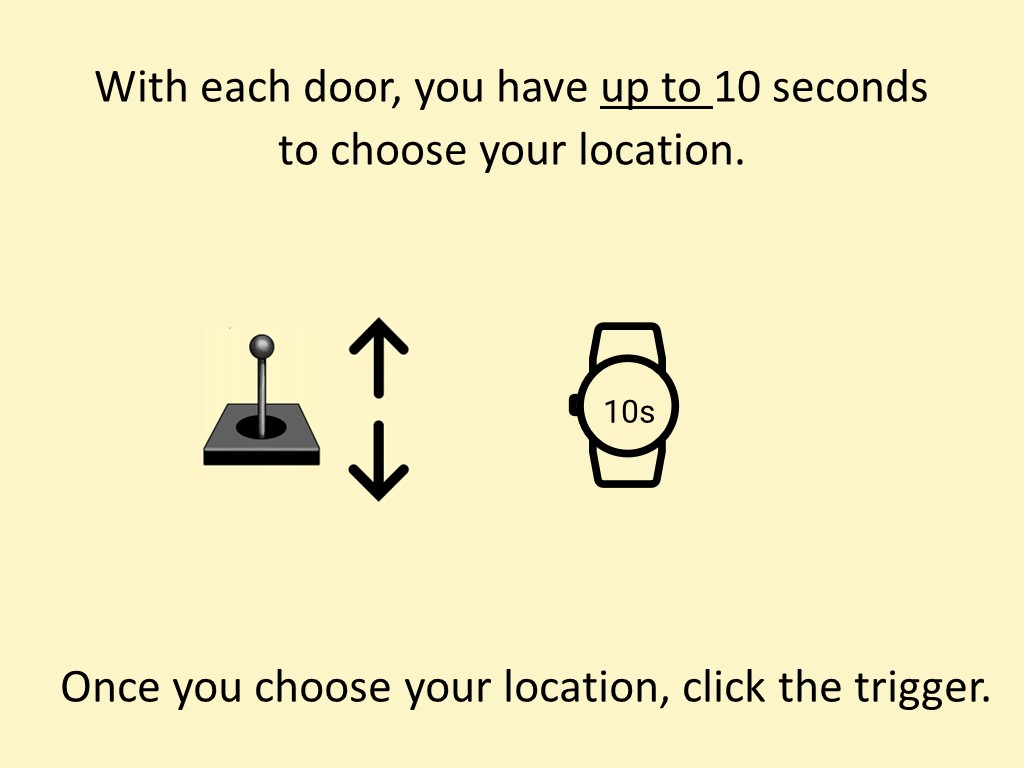 With each door, you have up to 10 seconds
to choose your location.
10s
Once you choose your location, click the trigger.